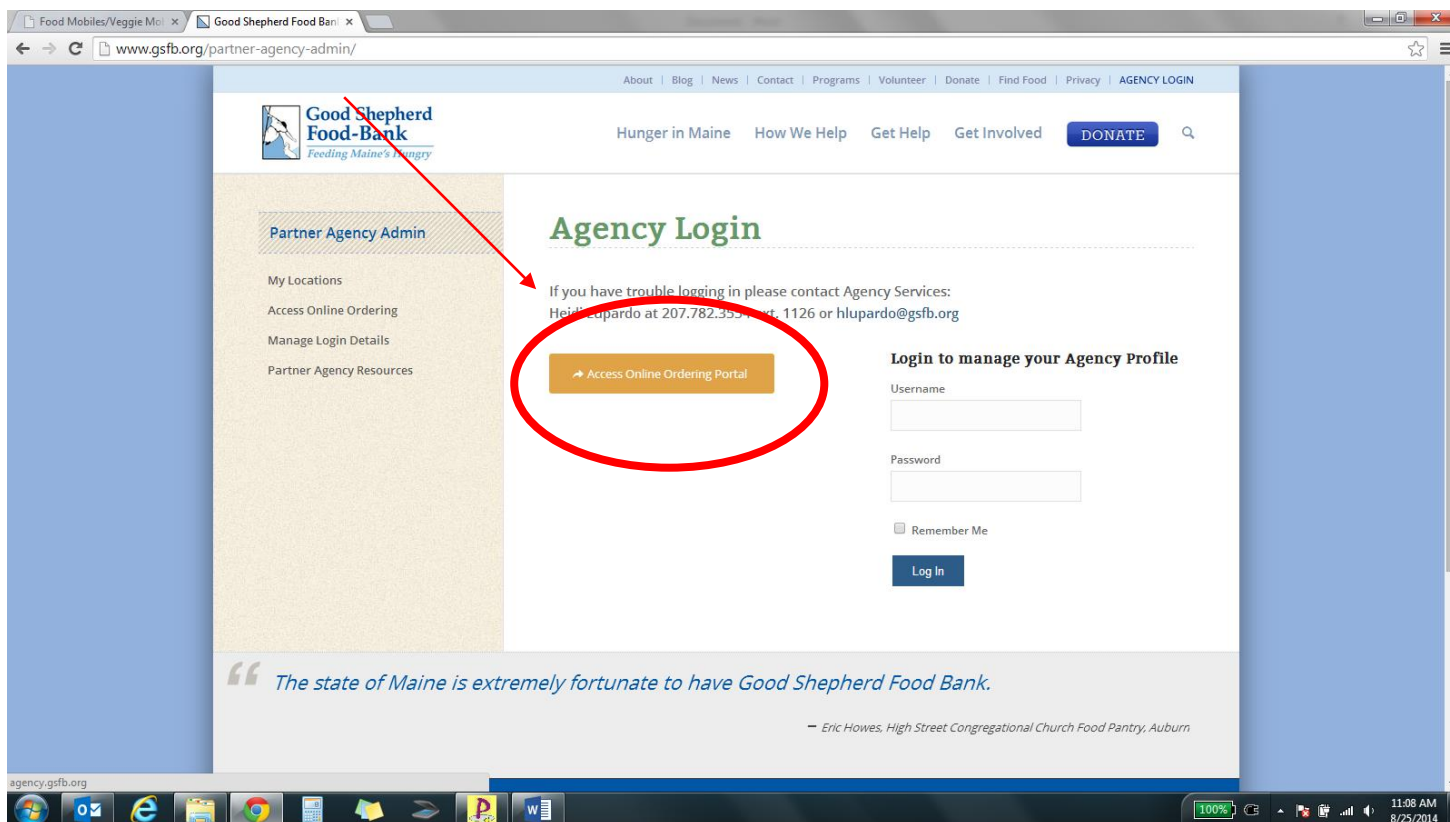 Food Mobiles/Veggie Mo
Good Shepherd Food Ban
www.gsfb.org/partner-agency-admin/
About | Blog | News | Contact | Programs | Volunteer | Donate | Find Food | Privacy | AGENCY LOGIN
Good Shepherd
Food-Bank
Feeding Maine's Hungry
Hunger in Maine How We Help Get Help Get Involved DONATE
Partner Agency Admin
My Locations
Access Online Ordering
Manage Login Details
Partner Agency Resources
Agency Login
If you have trouble logging in please contact Agency Services:
Heidi Lupardo at 207.782. ext. 1126 or hlupardo@gsfb.org
Access Online Ordering Portal
Login to manage your Agency Profile
Username
Password
Remember Me
Log In
“ The state of Maine is extremely fortunate to have Good Shepherd Food Bank.
– Eric Howes, High Street Congregational Church Food Pantry, Auburn
agency.gsfb.org
100%
11:08 AM
8/25/2014